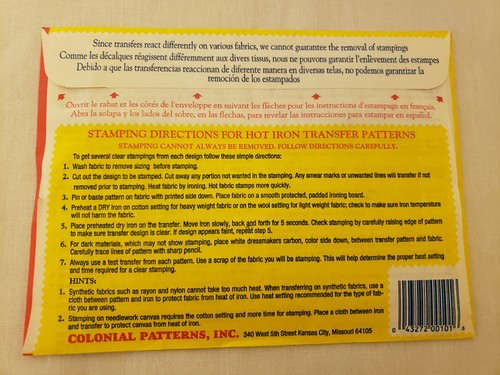 Since transfers react differently on various fabrics, we cannot guarantee the removal of stampings
Comme les décalques réagissent différemment aux divers tissus, nous ne pouvons garantir l'enlèvement des estampes
Debido a que las transferencias reaccionan de diferente manera en diversas telas, no podemos garantizar la
remoción de los estampados
Ouvrir le rabat et les côtés de l'enveloppe en suivant les flèches pour les instructions d'estampage en français.
Abra la solapa y los lados del sobre, en las flechas, para revelar las instrucciones para estampar en español.
STAMPING DIRECTIONS FOR HOT IRON TRANSFER PATTERNS
STAMPING CANNOT ALWAYS BE REMOVED. FOLLOW DIRECTIONS CAREFULLY.
To get several clear stampings from each design follow these simple directions:
1. Wash fabric to remove sizing before stamping.
2. Cut out the design to be stamped. Cut away any portion not wanted in the stamping. Any smear marks or unwanted lines will transfer if not
removed prior to stamping. Heat fabric by ironing. Hot fabric stamps more quickly.
3. Pin or baste pattern on fabric with printed side down. Place fabric on a smooth protected, padded ironing board.
4. Preheat a DRY iron on cotton setting for heavy weight fabric or on the wool setting for light weight fabric; check to make sure iron temperature
will not harm the fabric.
5. Place preheated dry iron on the transfer. Move iron slowly, back and forth for 5 seconds. Check stamping by carefully raising edge of pattern
to make sure transfer design is clear. If design appears faint, repeat step 5.
6. For dark materials, which may not show stamping, place white dressmakers carbon, color side down, between transfer pattern and fabric.
Carefully trace lines of pattern with sharp pencil.
7. Always use a test transfer from each pattern. Use a scrap of the fabric you will be stamping. This will help determine the proper heat setting
and time required for a clear stamping.
HINTS:
1. Synthetic fabrics such as rayon and nylon cannot take too much heat. When transferring on synthetic fabrics, use a
cloth between pattern and iron to protect fabric from heat of iron. Use heat setting recommended for the type of fab-
ric you are using.
2. Stamping on needlework canvas requires the cotton setting and more time for stamping. Place a cloth between iron
and transfer to protect canvas from heat of iron.
COLONIAL PATTERNS, INC. 340 West 5th Street Kansas City, Missouri 64105
0 43272 00101 6